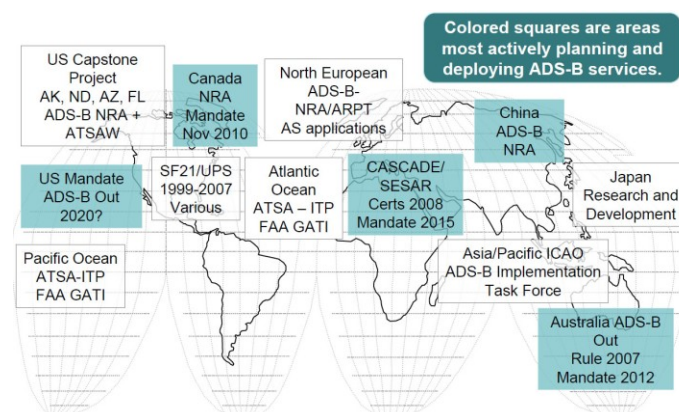 Colored squares are areas
most actively planning and
deploying ADS-B services.
US Capstone
Project
AK, ND, AZ, FL
ADS-B NRA +
ATSAW
Canada
NRA
Mandate
Nov 2010
North European
ADS-B-
NRA/ARPT
AS applications
China
ADS-B
NRA
US Mandate
ADS-B Out
2020?
SF21/UPS
1999-2007
Various
Atlantic
Ocean
ATSA – ITP
FAA GATI
CASCADE/
SESAR
Certs 2008
Mandate 2015
Japan
Research and
Development
Pacific Ocean
ATSA-ITP
FAA GATI
Asia/Pacific ICAO
ADS-B Implementation
Task Force
Australia ADS-B
Out
Rule 2007
Mandate 2012